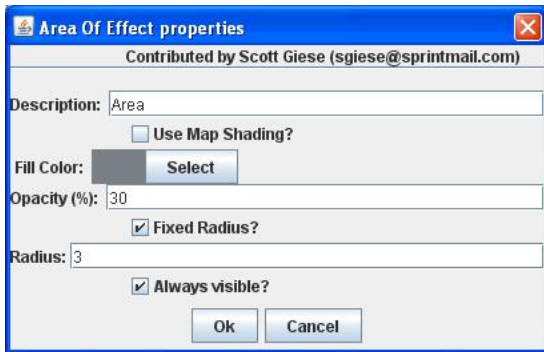 Area Of Effect properties
Contributed by Scott Giese (sgiese@sprintmail.com)
Description: Area
Use Map Shading?
Fill Color: Select
Opacity (%): 30
Fixed Radius?
Radius: 3
Always visible?
Ok Cancel